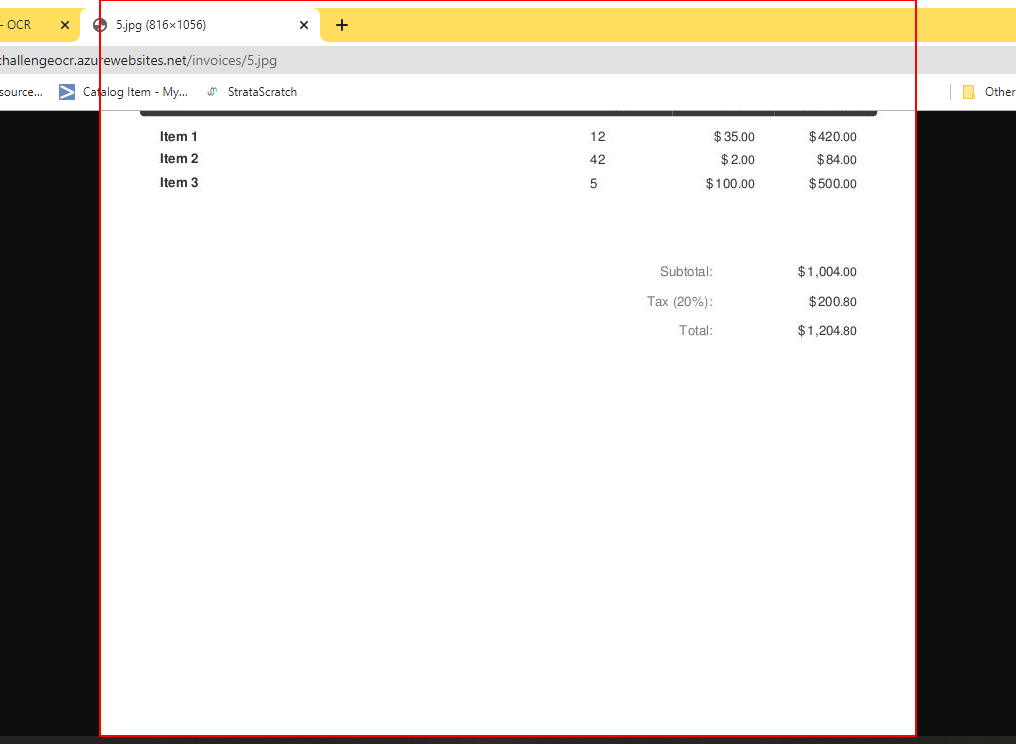 - OCR
5.jpg (816×1056)
challengeocr.azurewebsites.net/invoices/5.jpg
source... Catalog Item - My... StrataScratch Other
Item 1 12 $35.00 $420.00
Item 2 42 $2.00 $84.00
Item 3 5 $100.00 $500.00
Subtotal: $1,004.00
Tax (20%): $200.80
Total: $1,204.80